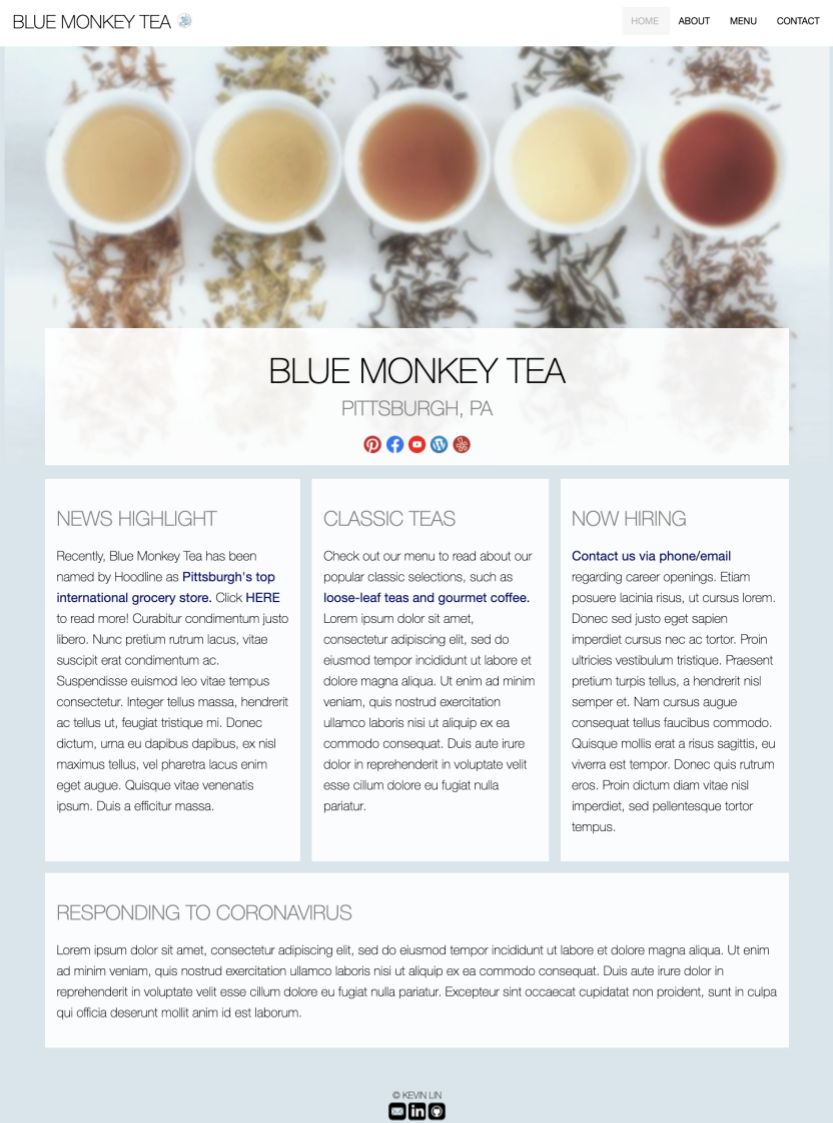 BLUE MONKEY TEA
HOME ABOUT MENU CONTACT
BLUE MONKEY TEA
PITTSBURGH, PA
NEWS HIGHLIGHT
Recently, Blue Monkey Tea has been
named by Hoodline as Pittsburgh's top
international grocery store. Click HERE
to read more! Curabitur condimentum justo
libero. Nunc pretium rutrum lacus, vitae
suscipit erat condimentum ac.
Suspendisse euismod leo vitae tempus
consectetur. Integer tellus massa, hendrerit
ac tellus ut, feugiat tristique mi. Donec
dictum, urna eu dapibus dapibus, ex nisl
maximus tellus, vel pharetra lacus enim
eget augue. Quisque vitae venenatis
ipsum. Duis a efficitur massa.
CLASSIC TEAS
Check out our menu to read about our
popular classic selections, such as
loose-leaf teas and gourmet coffee.
Lorem ipsum dolor sit amet,
consectetur adipiscing elit, sed do
eiusmod tempor incididunt ut labore et
dolore magna aliqua. Ut enim ad minim
veniam, quis nostrud exercitation
ullamco laboris nisi ut aliquip ex ea
commodo consequat. Duis aute irure
dolor in reprehenderit in voluptate velit
esse cillum dolore eu fugiat nulla
pariatur.
NOW HIRING
Contact us via phone/email
regarding career openings. Etiam
posuere lacinia risus, ut cursus lorem.
Donec sed justo eget sapien
imperdiet cursus nec ac tortor. Proin
ultricies vestibulum tristique. Praesent
pretium turpis tellus, a hendrerit nisl
semper et. Nam cursus augue
consequat tellus faucibus commodo.
Quisque mollis erat a risus sagittis, eu
viverra est tempor. Donec quis rutrum
eros. Proin dictum diam vitae nisl
imperdiet, sed pellentesque tortor
tempus.
RESPONDING TO CORONAVIRUS
Lorem ipsum dolor sit amet, consectetur adipiscing elit, sed do eiusmod tempor incididunt ut labore et dolore magna aliqua. Ut enim
ad minim veniam, quis nostrud exercitation ullamco laboris nisi ut aliquip ex ea commodo consequat. Duis aute irure dolor in
reprehenderit in voluptate velit esse cillum dolore eu fugiat nulla pariatur. Excepteur sint occaecat cupidatat non proident, sunt in culpa
qui officia deserunt mollit anim id est laborum.
© KEVIN LIN